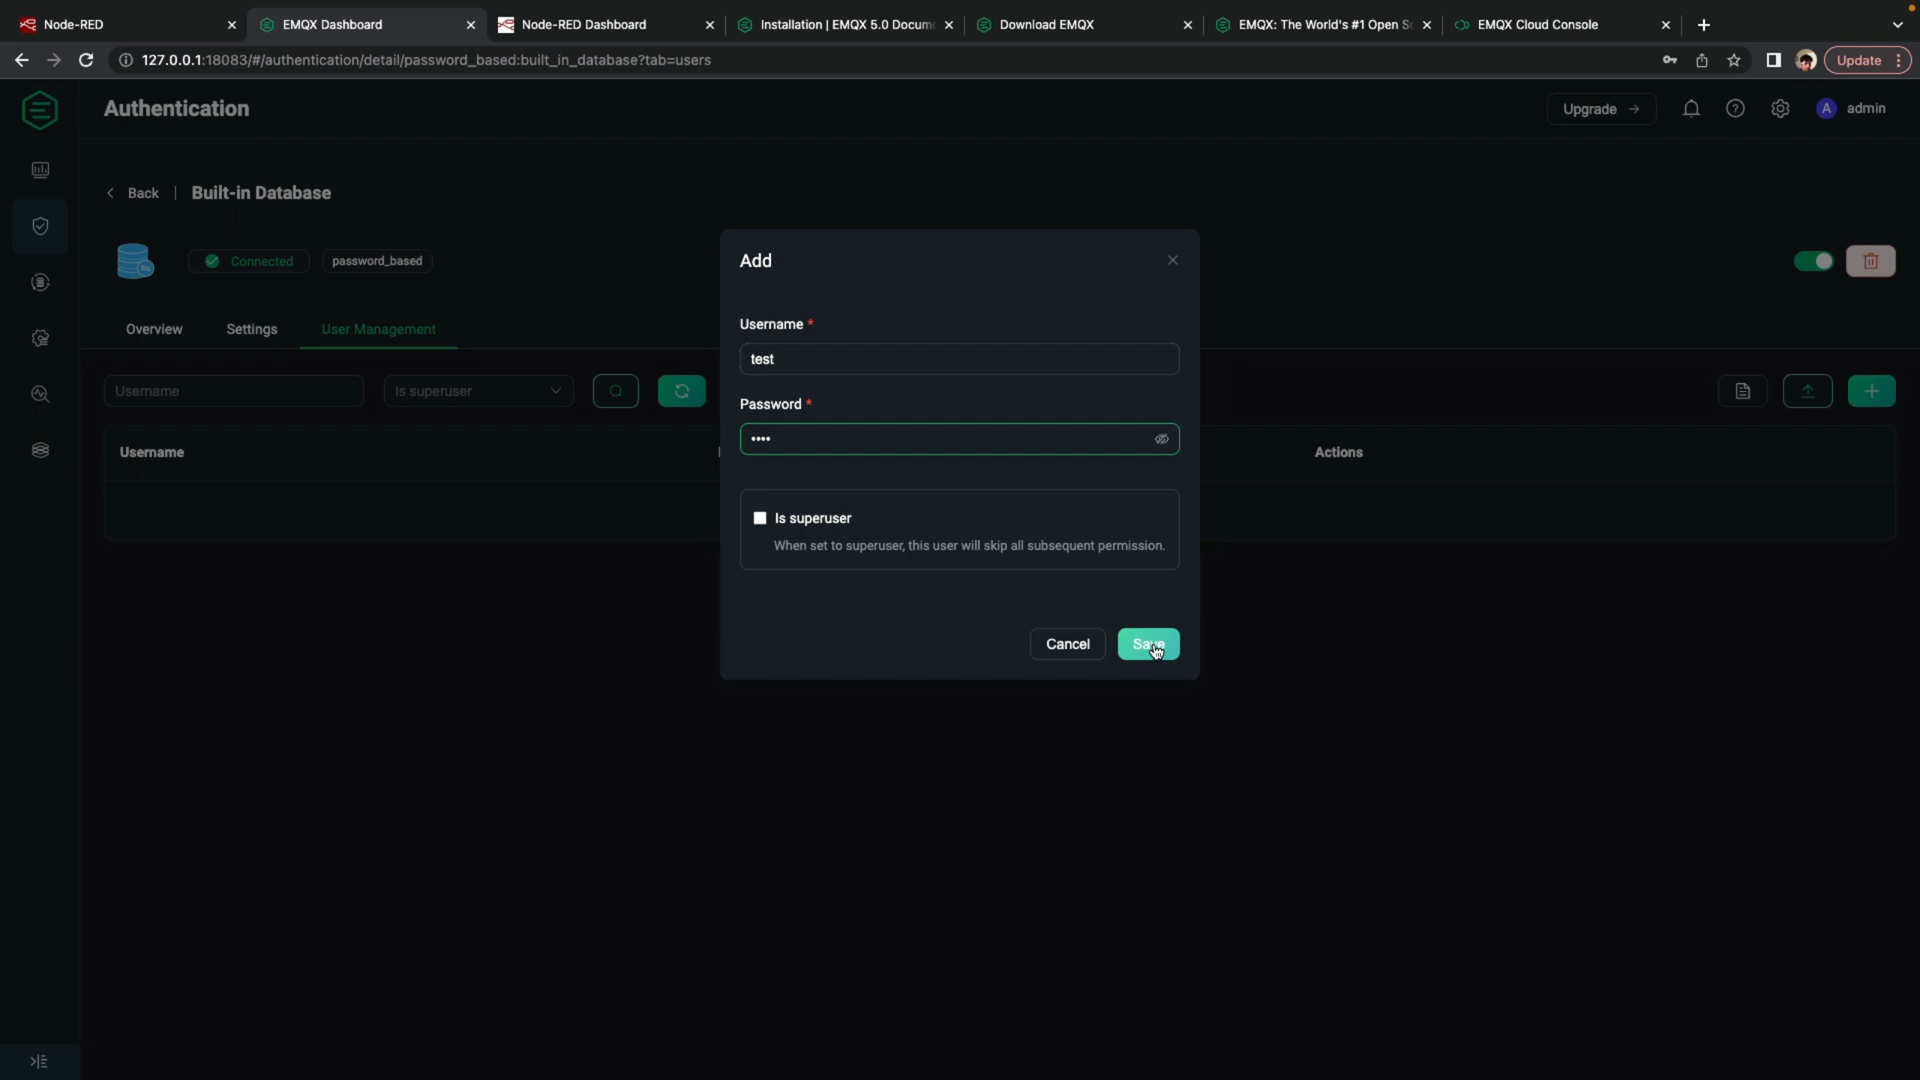 Node-RED
EMQX Dashboard
Node-RED Dashboard
Installation | EMQX 5.0 Docum
Download EMQX
EMQX: The World's #1 Open S
EMQX Cloud Console
127.0.0.1:18083/#/authentication/detail/password_based:built_in_database?tab=users
Update
Authentication
Upgrade →
A admin
Back | Built-in Database
Connected
password_based
Overview
Settings
User Management
Username
Is superuser
Username
Actions
Add
Username *
test
Password *
••••
Is superuser
When set to superuser, this user will skip all subsequent permission.
Cancel
Save